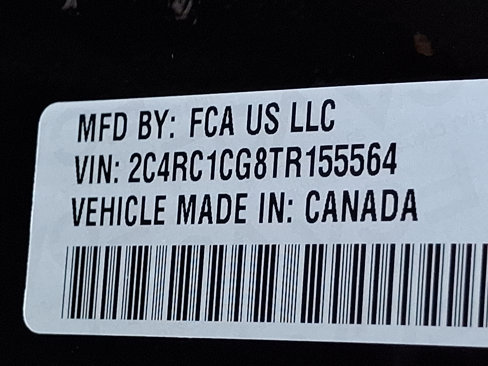 MFD BY: FCA US LLC
VIN: 2C4RC1CG8TR155564
VEHICLE MADE IN: CANADA